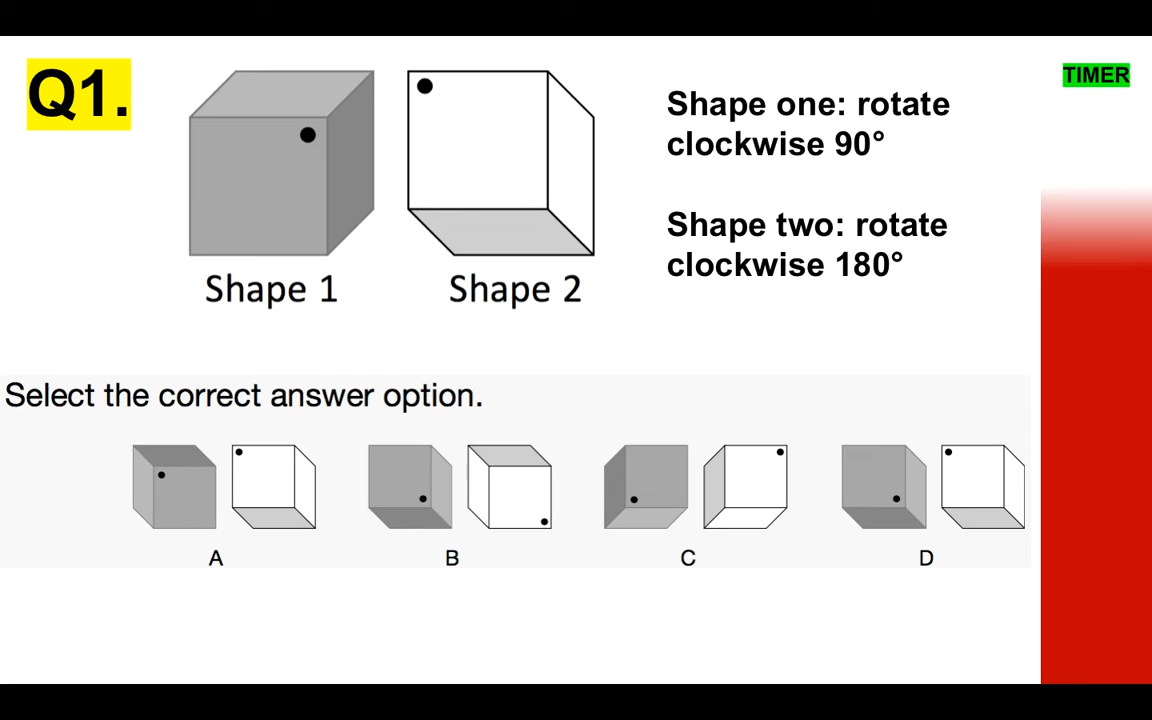 Q1.
TIMER
Shape one: rotate
clockwise 90°
Shape two: rotate
clockwise 180°
Shape 1
Shape 2
Select the correct answer option.
A
B
C
D